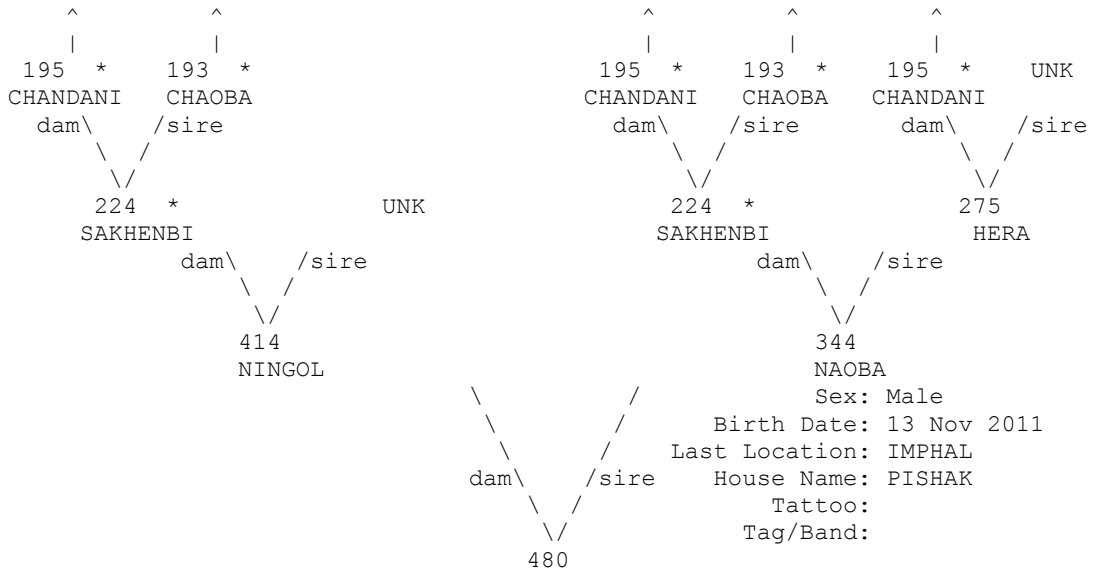 ^ ^ ^ ^ ^
| | | | |
195 * 193 * 195 * 193 * 195 * UNK
CHANDANI CHAOBA CHANDANI CHAOBA CHANDANI
dam\ /sire dam\ /sire dam\ /sire
\ / \ / \ /
\/ \/ \/
224 * UNK 224 * 275
SAKHENBI SAKHENBI HERA
dam\ /sire dam\ /sire
\ / \ /
\/ \/
414 344
NINGOL NAOBA
\ / Sex: Male
\ / Birth Date: 13 Nov 2011
\ / Last Location: IMPHAL
dam\ /sire House Name: PISHAK
\ / Tattoo:
\/ Tag/Band:
480